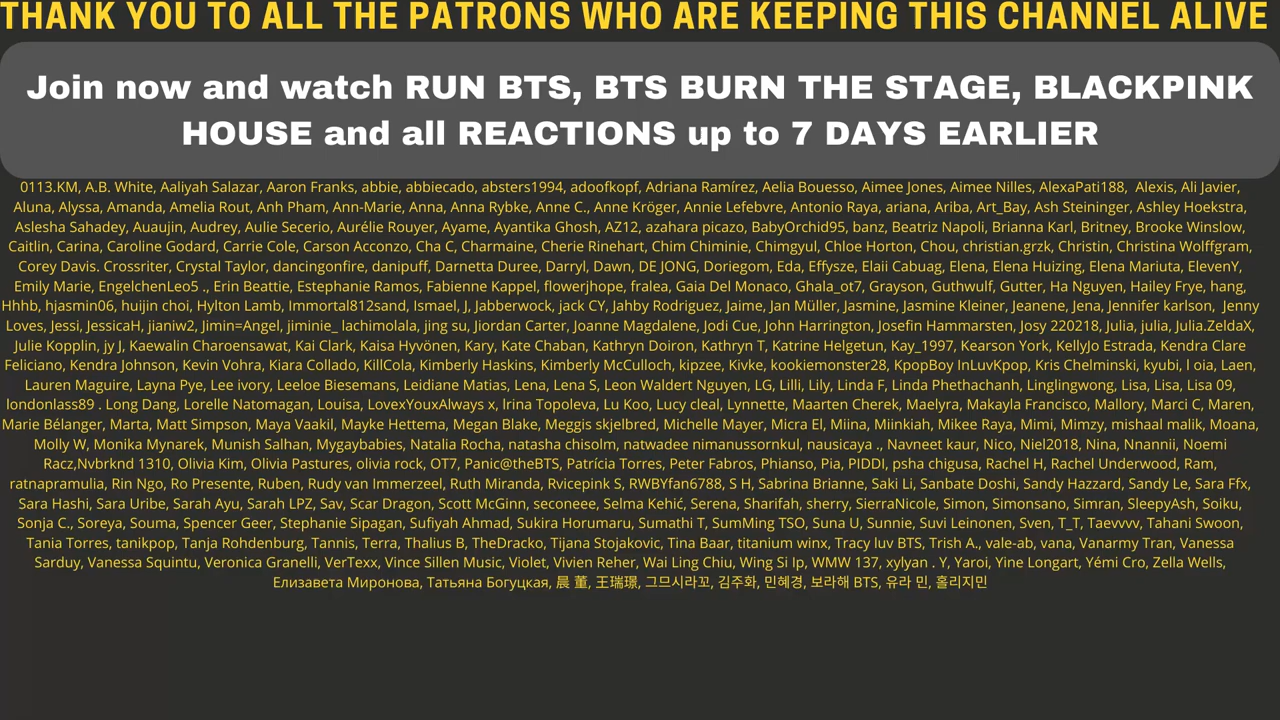 THANK YOU TO ALL THE PATRONS WHO ARE KEEPING THIS CHANNEL ALIVE
Join now and watch RUN BTS, BTS BURN THE STAGE, BLACKPINK
HOUSE and all REACTIONS up to 7 DAYS EARLIER
0113.KM, A.B. White, Aaliyah Salazar, Aaron Franks, abbie, abbiecado, absters1994, adoofkopf, Adriana Ramírez, Aelia Bouesso, Aimee Jones, Aimee Nilles, AlexaPati188,  Alexis, Ali Javier,
Aluna, Alyssa, Amanda, Amelia Rout, Anh Pham, Ann-Marie, Anna, Anna Rybke, Anne C., Anne Kröger, Annie Lefebvre, Antonio Raya, ariana, Ariba, Art_Bay, Ash Steininger, Ashley Hoekstra,
Aslesha Sahadey, Auaujin, Audrey, Aulie Secerio, Aurélie Rouyer, Ayame, Ayantika Ghosh, AZ12, azahara picazo, BabyOrchid95, banz, Beatriz Napoli, Brianna Karl, Britney, Brooke Winslow,
Caitlin, Carina, Caroline Godard, Carrie Cole, Carson Acconzo, Cha C, Charmaine, Cherie Rinehart, Chim Chiminie, Chimgyul, Chloe Horton, Chou, christian.grzk, Christin, Christina Wolffgram,
Corey Davis. Crossriter, Crystal Taylor, dancingonfire, danipuff, Darnetta Duree, Darryl, Dawn, DE JONG, Doriegom, Eda, Effysze, Elaii Cabuag, Elena, Elena Huizing, Elena Mariuta, ElevenY,
Emily Marie, EngelchenLeo5 ., Erin Beattie, Estephanie Ramos, Fabienne Kappel, flowerjhope, fralea, Gaia Del Monaco, Ghala_ot7, Grayson, Guthwulf, Gutter, Ha Nguyen, Hailey Frye, hang,
Hhhb, hjasmin06, huijin choi, Hylton Lamb, Immortal812sand, Ismael, J, Jabberwock, jack CY, Jahby Rodriguez, Jaime, Jan Müller, Jasmine, Jasmine Kleiner, Jeanene, Jena, Jennifer karlson,  Jenny
Loves, Jessi, JessicaH, jianiw2, Jimin=Angel, jiminie_ lachimolala, jing su, Jiordan Carter, Joanne Magdalene, Jodi Cue, John Harrington, Josefin Hammarsten, Josy 220218, Julia, julia, Julia.ZeldaX,
Julie Kopplin, jy J, Kaewalin Charoensawat, Kai Clark, Kaisa Hyvönen, Kary, Kate Chaban, Kathryn Doiron, Kathryn T, Katrine Helgetun, Kay_1997, Kearson York, KellyJo Estrada, Kendra Clare
Feliciano, Kendra Johnson, Kevin Vohra, Kiara Collado, KillCola, Kimberly Haskins, Kimberly McCulloch, kipzee, Kivke, kookiemonster28, KpopBoy InLuvKpop, Kris Chelminski, kyubi, l oia, Laen,
Lauren Maguire, Layna Pye, Lee ivory, Leeloe Biesemans, Leidiane Matias, Lena, Lena S, Leon Waldert Nguyen, LG, Lilli, Lily, Linda F, Linda Phethachanh, Linglingwong, Lisa, Lisa, Lisa 09,
londonlass89 . Long Dang, Lorelle Natomagan, Louisa, LovexYouxAlways x, lrina Topoleva, Lu Koo, Lucy cleal, Lynnette, Maarten Cherek, Maelyra, Makayla Francisco, Mallory, Marci C, Maren,
Marie Bélanger, Marta, Matt Simpson, Maya Vaakil, Mayke Hettema, Megan Blake, Meggis skjelbred, Michelle Mayer, Micra El, Miina, Miinkiah, Mikee Raya, Mimi, Mimzy, mishaal malik, Moana,
Molly W, Monika Mynarek, Munish Salhan, Mygaybabies, Natalia Rocha, natasha chisolm, natwadee nimanussornkul, nausicaya ., Navneet kaur, Nico, Niel2018, Nina, Nnannii, Noemi
Racz,Nvbrknd 1310, Olivia Kim, Olivia Pastures, olivia rock, OT7, Panic@theBTS, Patrícia Torres, Peter Fabros, Phianso, Pia, PIDDI, psha chigusa, Rachel H, Rachel Underwood, Ram,
ratnapramulia, Rin Ngo, Ro Presente, Ruben, Rudy van Immerzeel, Ruth Miranda, Rvicepink S, RWBYfan6788, S H, Sabrina Brianne, Saki Li, Sanbate Doshi, Sandy Hazzard, Sandy Le, Sara Ffx,
Sara Hashi, Sara Uribe, Sarah Ayu, Sarah LPZ, Sav, Scar Dragon, Scott McGinn, seconeee, Selma Kehić, Serena, Sharifah, sherry, SierraNicole, Simon, Simonsano, Simran, SleepyAsh, Soiku,
Sonja C., Soreya, Souma, Spencer Geer, Stephanie Sipagan, Sufiyah Ahmad, Sukira Horumaru, Sumathi T, SumMing TSO, Suna U, Sunnie, Suvi Leinonen, Sven, T_T, Taevvvv, Tahani Swoon,
Tania Torres, tanikpop, Tanja Rohdenburg, Tannis, Terra, Thalius B, TheDracko, Tijana Stojakovic, Tina Baar, titanium winx, Tracy luv BTS, Trish A., vale-ab, vana, Vanarmy Tran, Vanessa
Sarduy, Vanessa Squintu, Veronica Granelli, VerTexx, Vince Sillen Music, Violet, Vivien Reher, Wai Ling Chiu, Wing Si Ip, WMW 137, xylyan . Y, Yaroi, Yine Longart, Yémi Cro, Zella Wells,
Елизавета Миронова, Татьяна Богуцкая, 晨 董, 王瑞璟, 그므시라꼬, 김주화, 민혜경, 보라해 BTS, 유라 민, 홀리지민